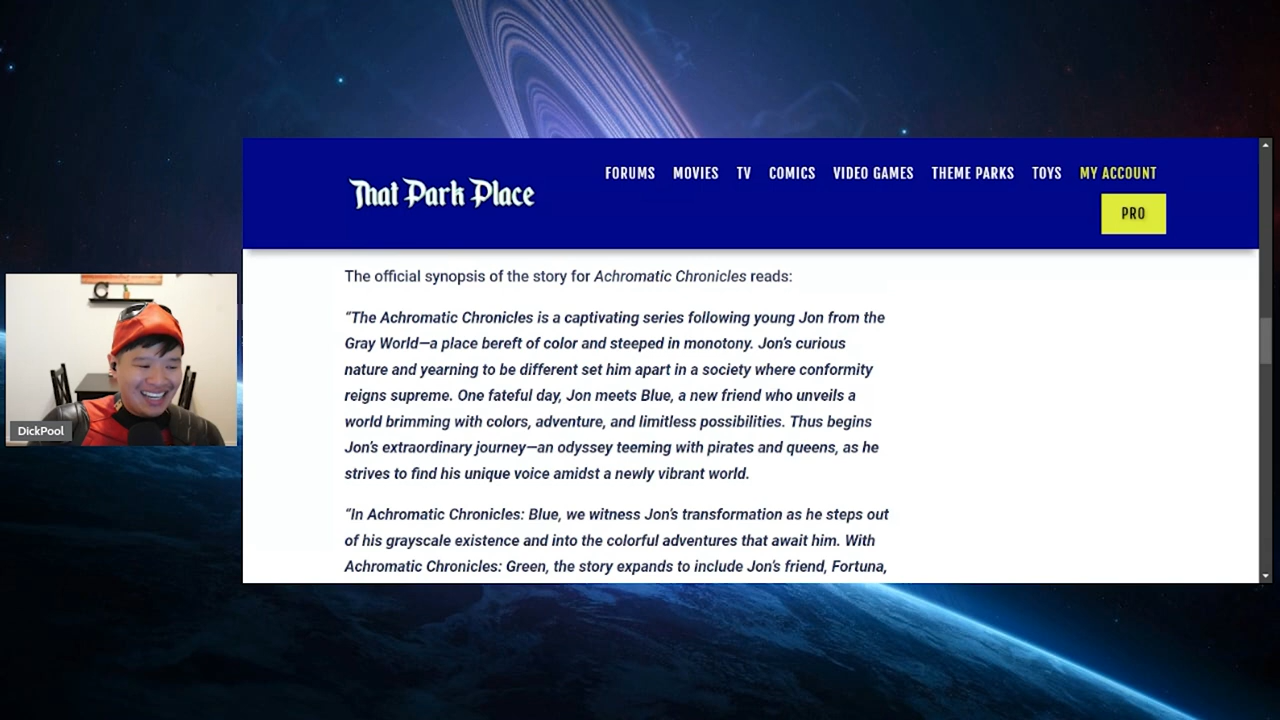 FORUMS MOVIES TV COMICS VIDEO GAMES THEME PARKS TOYS MY ACCOUNT
That Park Place
PRO
The official synopsis of the story for Achromatic Chronicles reads:
“The Achromatic Chronicles is a captivating series following young Jon from the
Gray World—a place bereft of color and steeped in monotony. Jon’s curious
nature and yearning to be different set him apart in a society where conformity
reigns supreme. One fateful day, Jon meets Blue, a new friend who unveils a
world brimming with colors, adventure, and limitless possibilities. Thus begins
Jon’s extraordinary journey—an odyssey teeming with pirates and queens, as he
strives to find his unique voice amidst a newly vibrant world.
“In Achromatic Chronicles: Blue, we witness Jon’s transformation as he steps out
of his grayscale existence and into the colorful adventures that await him. With
Achromatic Chronicles: Green, the story expands to include Jon’s friend, Fortuna,
DickPool